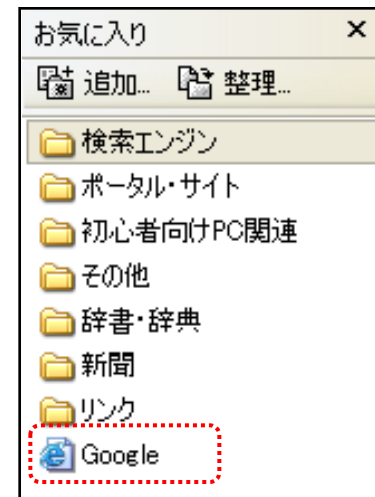 お気に入り ×
追加... 整理...
検索エンジン
ポータル・サイト
初心者向けPC関連
その他
辞書・辞典
新聞
リンク
Google